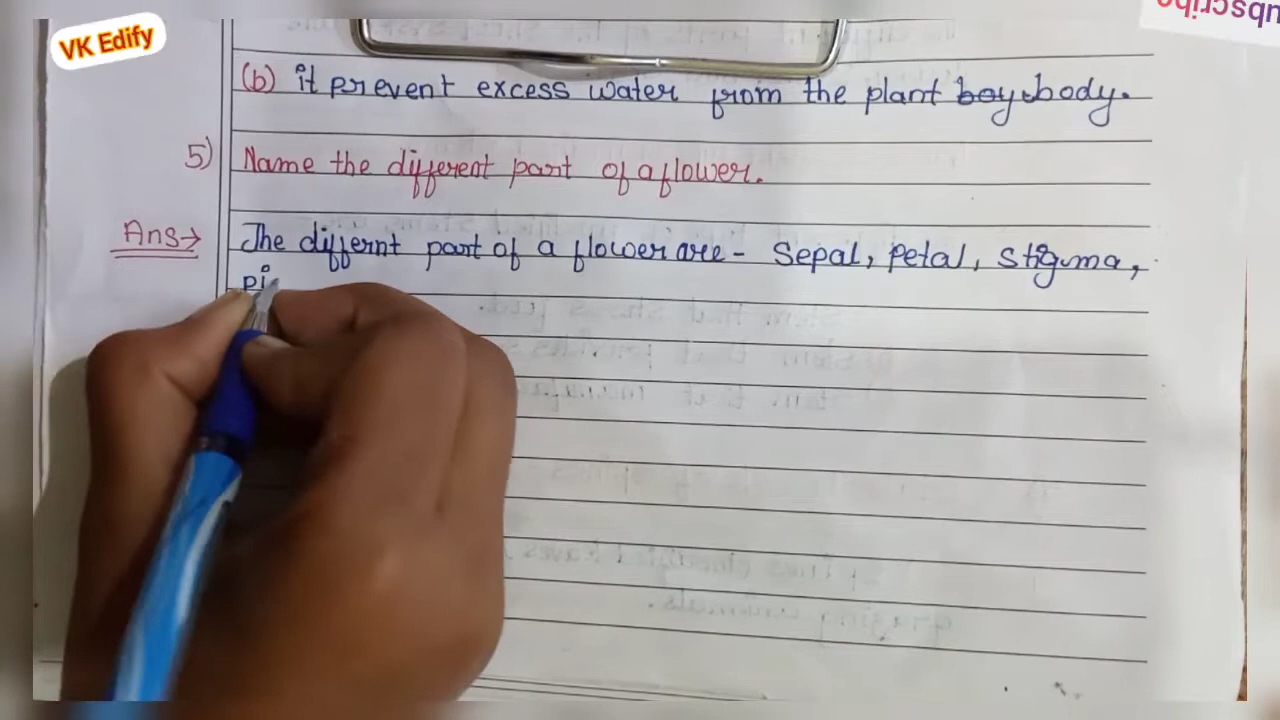 VK Edify
ubscribe
(b) it prevent excess water from the plant boy body.
5) Name the different part of a flower.
Ans→ The differnt part of a flower are - Sepal, petal, stigma,
pi